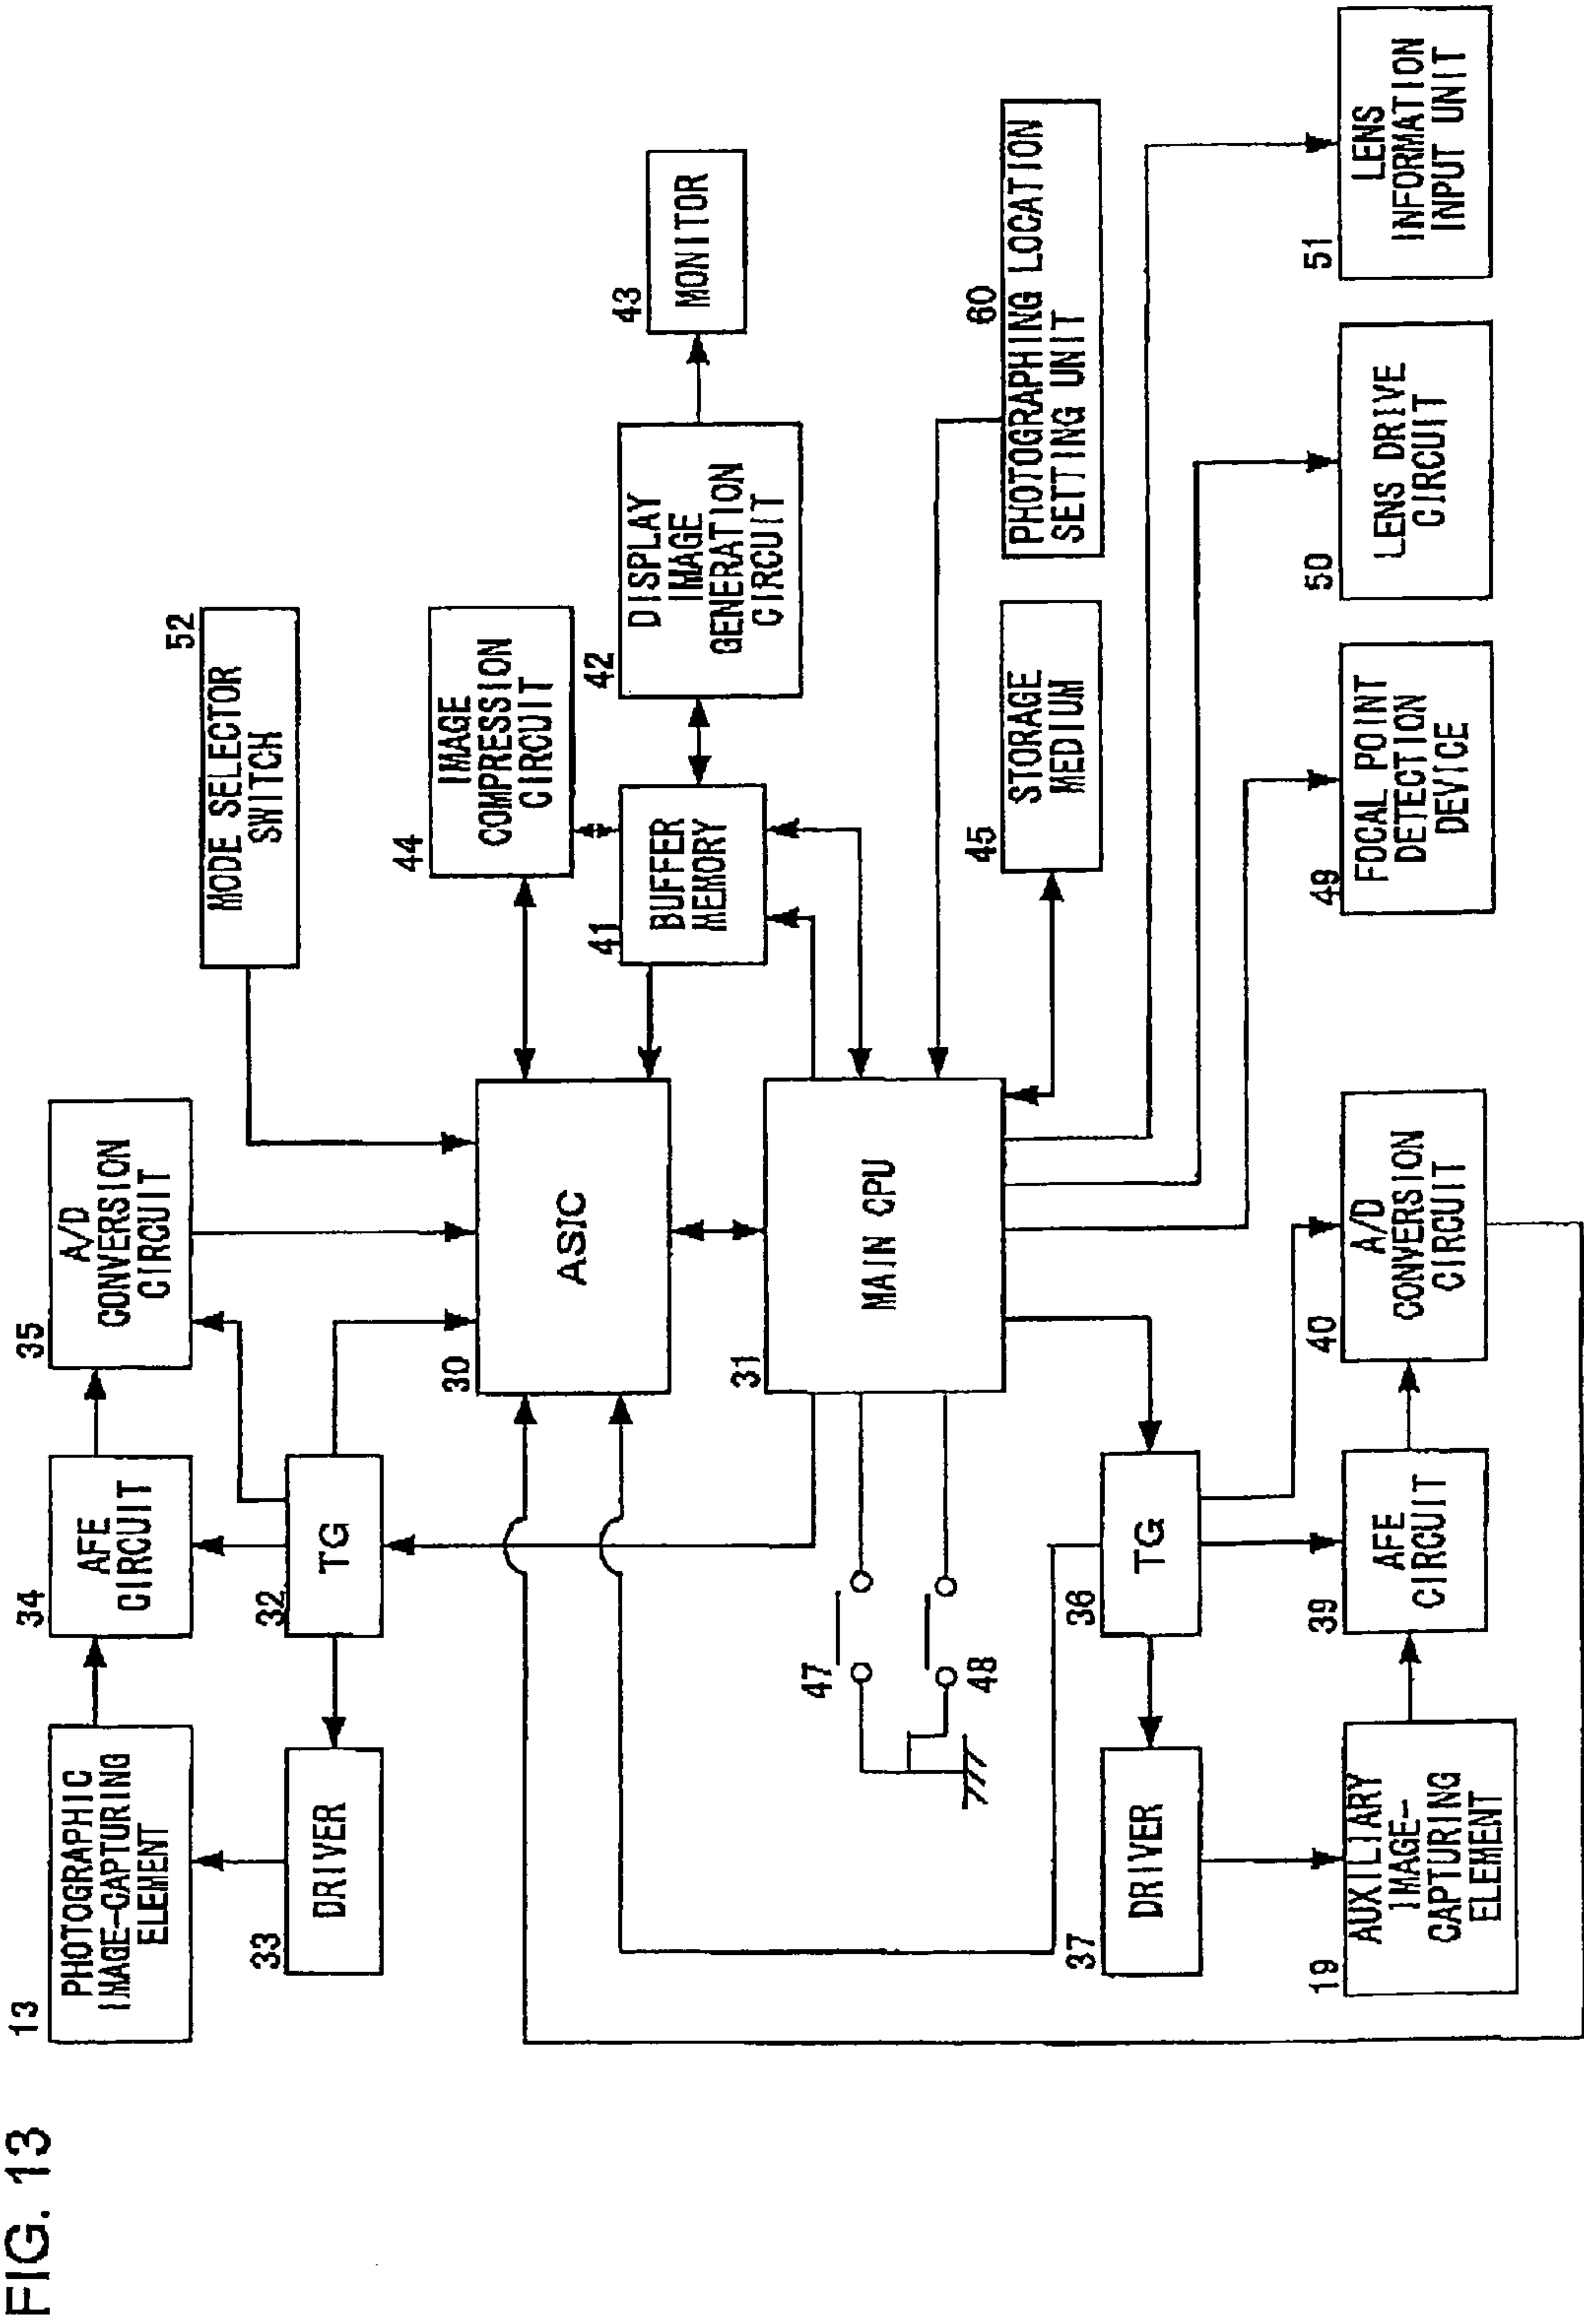 FIG. 13
13
PHOTOGRAPHIC
IMAGE-CAPTURING
ELEMENT
34
AFE
CIRCUIT
35
A/D
CONVERSION
CIRCUIT
52
MODE SELECTOR
SWITCH
33
DRIVER
32
TG
30
ASIC
44
IMAGE
COMPRESSION
CIRCUIT
41
BUFFER
MEMORY
42
DISPLAY
IMAGE
GENERATION
CIRCUIT
43
MONITOR
31
MAIN CPU
47
48
45
STORAGE
MEDIUM
60
PHOTOGRAPHING LOCATION
SETTING UNIT
37
DRIVER
36
TG
19
AUXILIARY
IMAGE-
CAPTURING
ELEMENT
39
AFE
CIRCUIT
40
A/D
CONVERSION
CIRCUIT
49
FOCAL POINT
DETECTION
DEVICE
50
LENS DRIVE
CIRCUIT
51
LENS
INFORMATION
INPUT UNIT